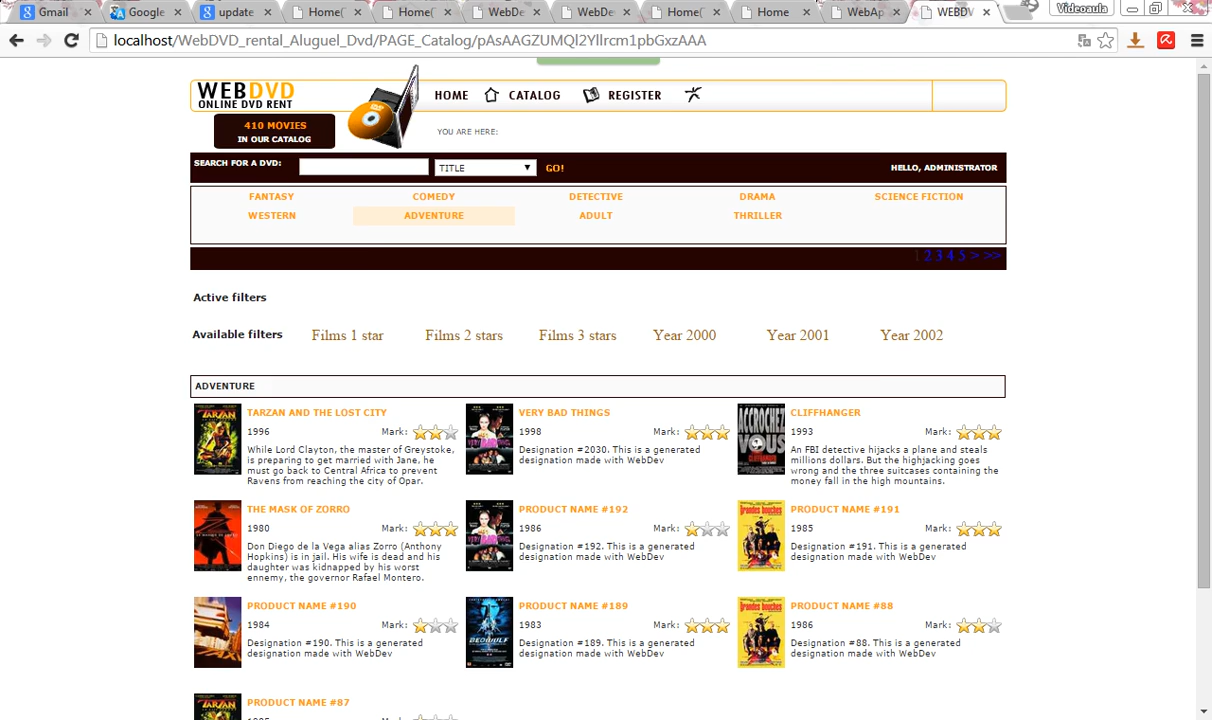 Gmail × Google × update × Home( × Home( × WebDe × WebDe × Home( × Home × WebAp × WEBDV × Videoaula
localhost/WebDVD_rental_Aluguel_Dvd/PAGE_Catalog/pAsAAGZUMQl2Yllrcm1pbGxzAAA
WEBDVD
ONLINE DVD RENT
HOME CATALOG REGISTER
410 MOVIES
IN OUR CATALOG
YOU ARE HERE:
SEARCH FOR A DVD: TITLE GO! HELLO, ADMINISTRATOR
FANTASY COMEDY DETECTIVE DRAMA SCIENCE FICTION
WESTERN ADVENTURE ADULT THRILLER
1 2 3 4 5 > >>
Active filters
Available filters Films 1 star Films 2 stars Films 3 stars Year 2000 Year 2001 Year 2002
ADVENTURE
TARZAN AND THE LOST CITY
1996 Mark:
While Lord Clayton, the master of Greystoke,
is preparing to get married with Jane, he
must go back to Central Africa to prevent
Ravens from reaching the city of Opar.
VERY BAD THINGS
1998 Mark:
Designation #2030. This is a generated
designation made with WebDev
ACCROCHEZ
VOUS
CLIFFHANGER
1993 Mark:
An FBI detective hijacks a plane and steals
millions dollars. But the highjacking goes
wrong and the three suitcases containing the
money fall in the high mountains.
THE MASK OF ZORRO
1980 Mark:
Don Diego de la Vega alias Zorro (Anthony
Hopkins) is in jail. His wife is dead and his
daughter was kidnapped by his worst
ennemy, the governor Rafael Montero.
PRODUCT NAME #192
1986 Mark:
Designation #192. This is a generated
designation made with WebDev
PRODUCT NAME #191
1985 Mark:
Designation #191. This is a generated
designation made with WebDev
PRODUCT NAME #190
1984 Mark:
Designation #190. This is a generated
designation made with WebDev
BEOWULF
PRODUCT NAME #189
1983 Mark:
Designation #189. This is a generated
designation made with WebDev
PRODUCT NAME #88
1986 Mark:
Designation #88. This is a generated
designation made with WebDev
TARZAN
PRODUCT NAME #87